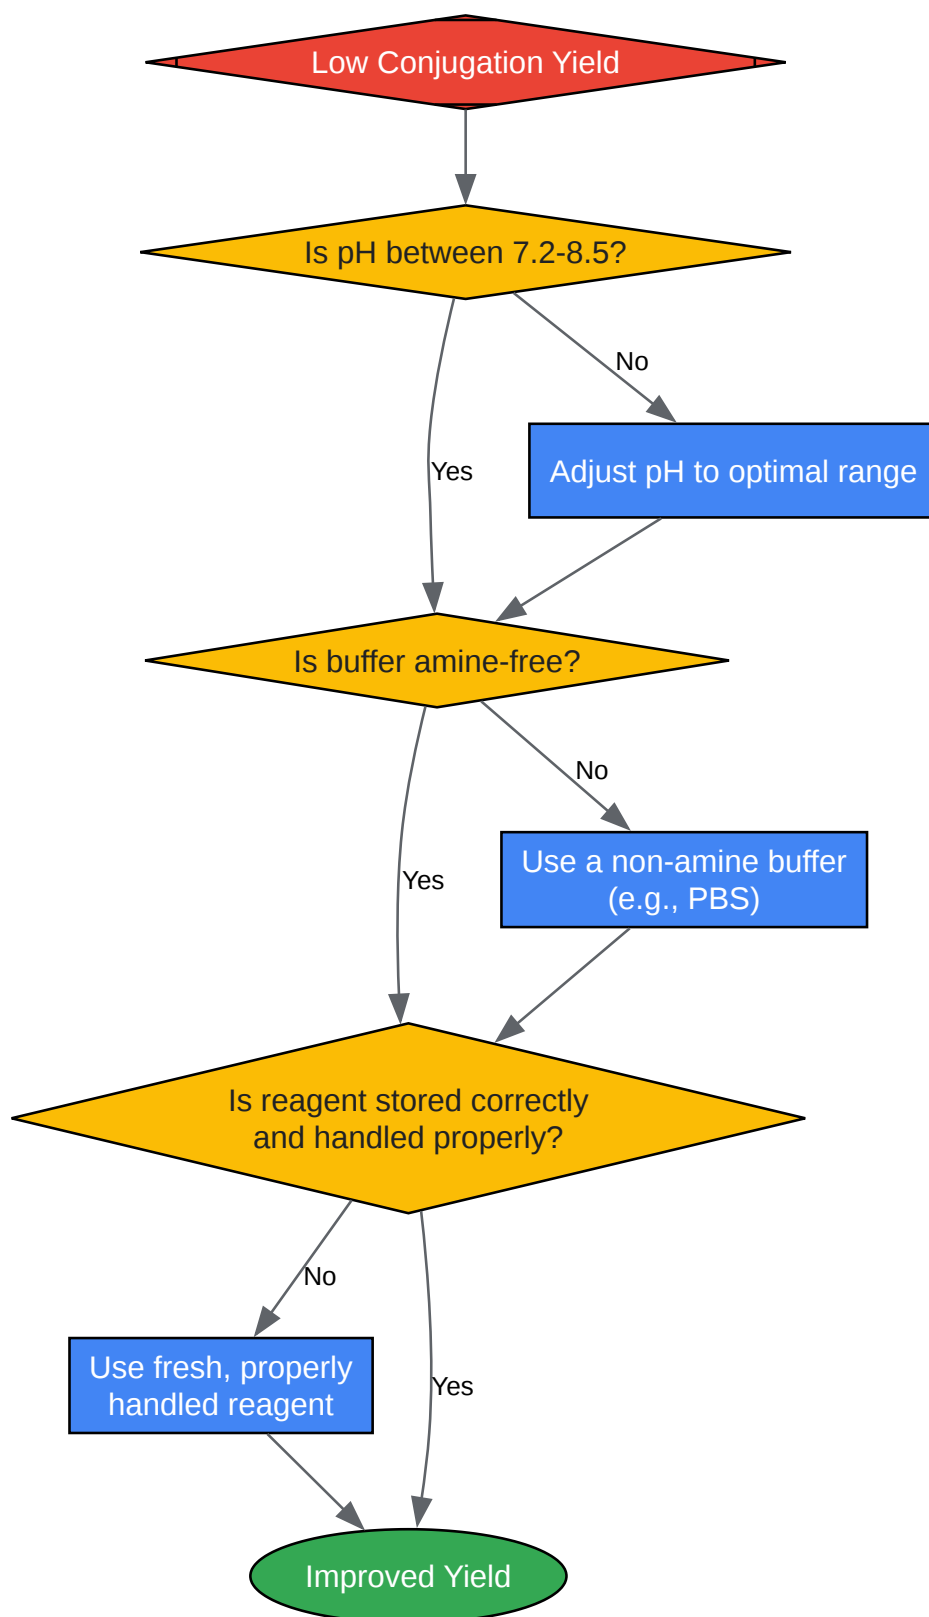 Low Conjugation Yield
Is pH between 7.2-8.5?
No
Adjust pH to optimal range
Yes
Is buffer amine-free?
No
Use a non-amine buffer
(e.g., PBS)
Yes
Is reagent stored correctly
and handled properly?
No
Use fresh, properly
handled reagent
Yes
Improved Yield